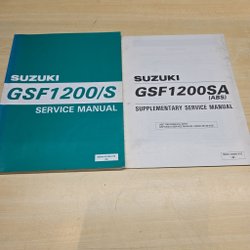 SUZUKI
GSF1200/S
SERVICE MANUAL
SUZUKI
GSF1200SA
(ABS)
SUPPLEMENTARY SERVICE MANUAL